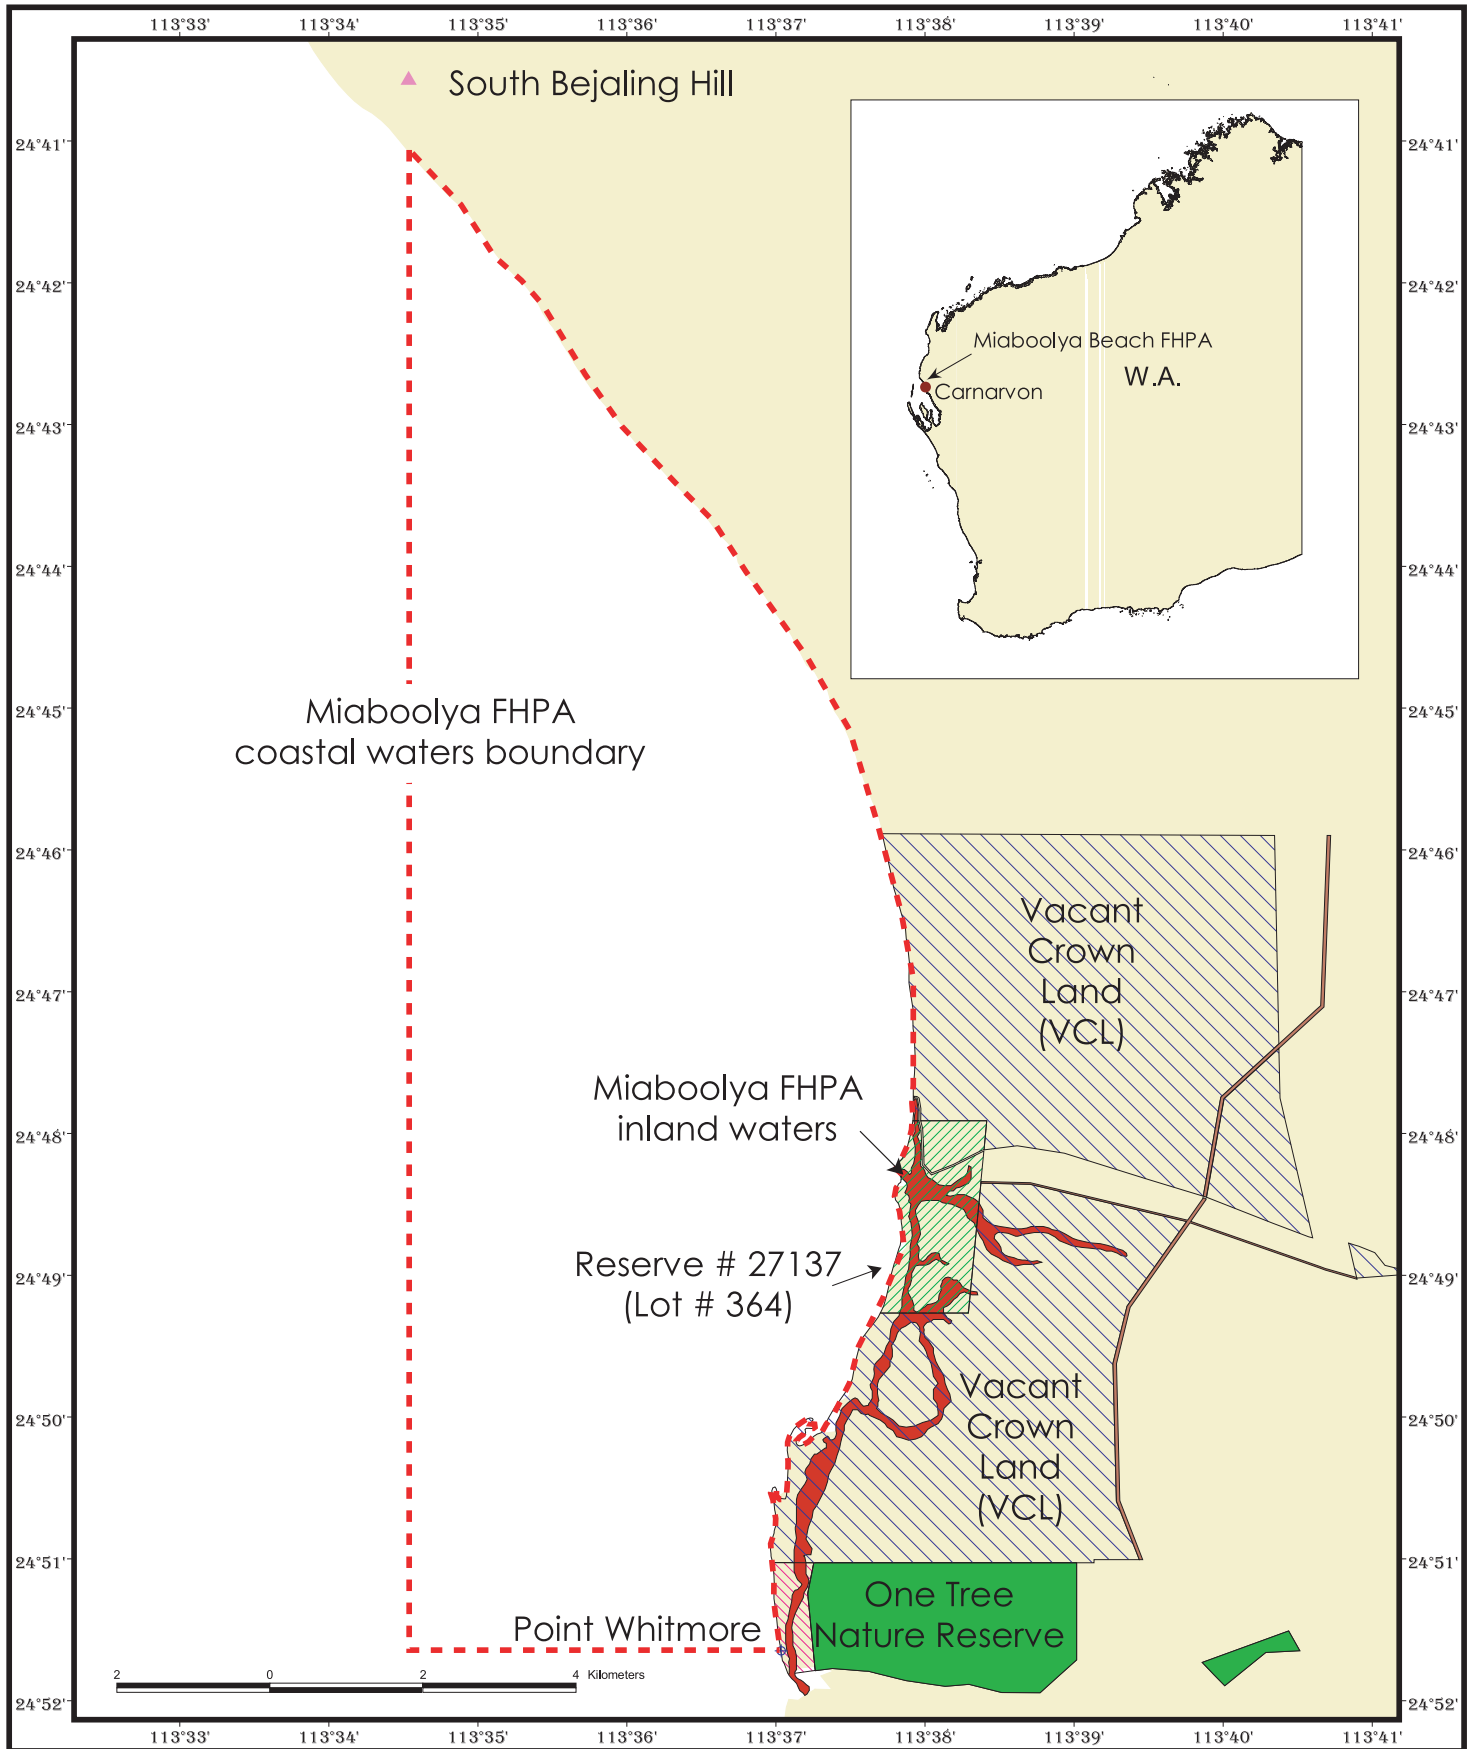 113°33' 113°34' 113°35' 113°36' 113°37' 113°38' 113°39' 113°40' 113°41'
South Bejaling Hill
24°41' 24°41'
24°42' 24°42'
Miaboolya Beach FHPA
W.A.
Carnarvon
24°43' 24°43'
24°44' 24°44'
24°45' 24°45'
Miaboolya FHPA
coastal waters boundary
24°46' 24°46'
Vacant
Crown
Land
(VCL)
24°47' 24°47'
Miaboolya FHPA
inland waters
24°48' 24°48'
Reserve # 27137
(Lot # 364)
24°49' 24°49'
Vacant
Crown
Land
(VCL)
24°50' 24°50'
24°51' 24°51'
One Tree
Nature Reserve
Point Whitmore
2 0 2 4 Kilometers
24°52' 24°52'
113°33' 113°34' 113°35' 113°36' 113°37' 113°38' 113°39' 113°40' 113°41'